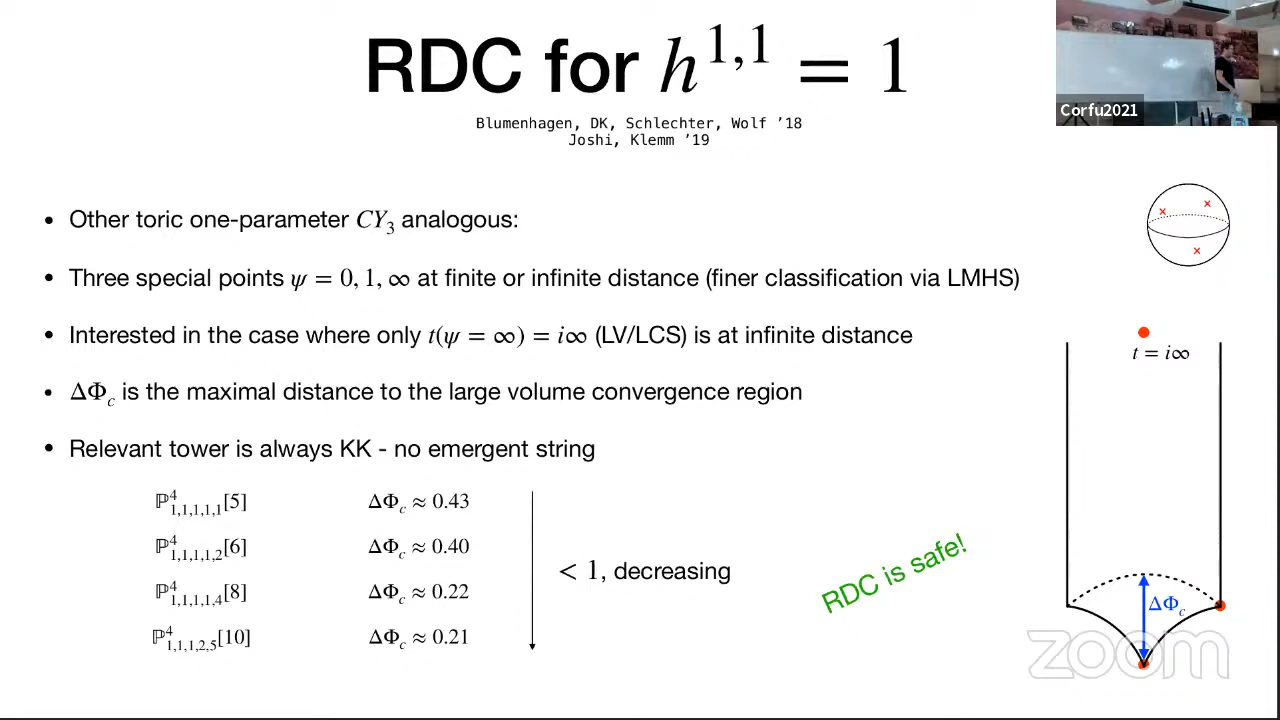 RDC for h^{1,1} = 1
Corfu2021
Blumenhagen, DK, Schlechter, Wolf ’18
Joshi, Klemm ’19
• Other toric one-parameter CY_3 analogous:
• Three special points ψ = 0, 1, ∞ at finite or infinite distance (finer classification via LMHS)
• Interested in the case where only t(ψ = ∞) = i∞ (LV/LCS) is at infinite distance
t = i∞
• ΔΦ_c is the maximal distance to the large volume convergence region
• Relevant tower is always KK - no emergent string
ℙ^4_{1,1,1,1,1}[5] ΔΦ_c ≈ 0.43
ℙ^4_{1,1,1,1,2}[6] ΔΦ_c ≈ 0.40
ℙ^4_{1,1,1,1,4}[8] ΔΦ_c ≈ 0.22
ℙ^4_{1,1,1,2,5}[10] ΔΦ_c ≈ 0.21
< 1, decreasing
RDC is safe!
ΔΦ_c
zoom